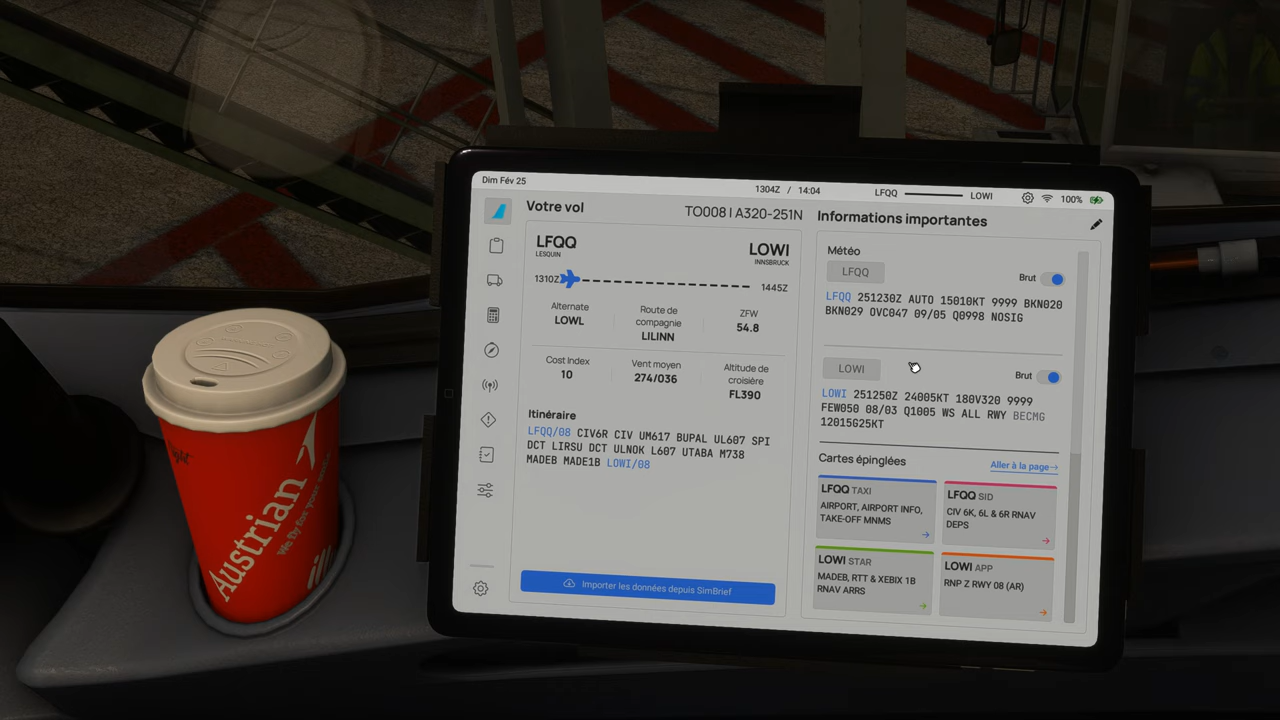 Dim Fév 25
1304Z / 14:04
LFQQ
LOWI
100%
Votre vol
TO008 | A320-251N
LFQQ
LESQUIN
LOWI
INNSBRUCK
1310Z
1445Z
Alternate
LOWL
Route de
compagnie
LILINN
ZFW
54.8
Cost Index
10
Vent moyen
274/036
Altitude de
croisière
FL390
Itinéraire
LFQQ/08 CIV6R CIV UM617 BUPAL UL607 SPI
DCT LIRSU DCT ULNOK L607 UTABA M738
MADEB MADE1B LOWI/08
Importer les données depuis SimBrief
Informations importantes
Météo
LFQQ
Brut
LFQQ 251230Z AUTO 15010KT 9999 BKN020
BKN029 OVC047 09/05 Q0998 NOSIG
LOWI
Brut
LOWI 251250Z 24005KT 180V320 9999
FEW050 08/03 Q1005 WS ALL RWY BECMG
12015G25KT
Cartes épinglées
Aller à la page
LFQQ TAXI
AIRPORT, AIRPORT INFO,
TAKE-OFF MNMS
LFQQ SID
CIV 6K, 6L & 6R RNAV
DEPS
LOWI STAR
MADEB, RTT & XEBIX 1B
RNAV ARRS
LOWI APP
RNP Z RWY 08 (AR)
Austrian
We fly for your smile.